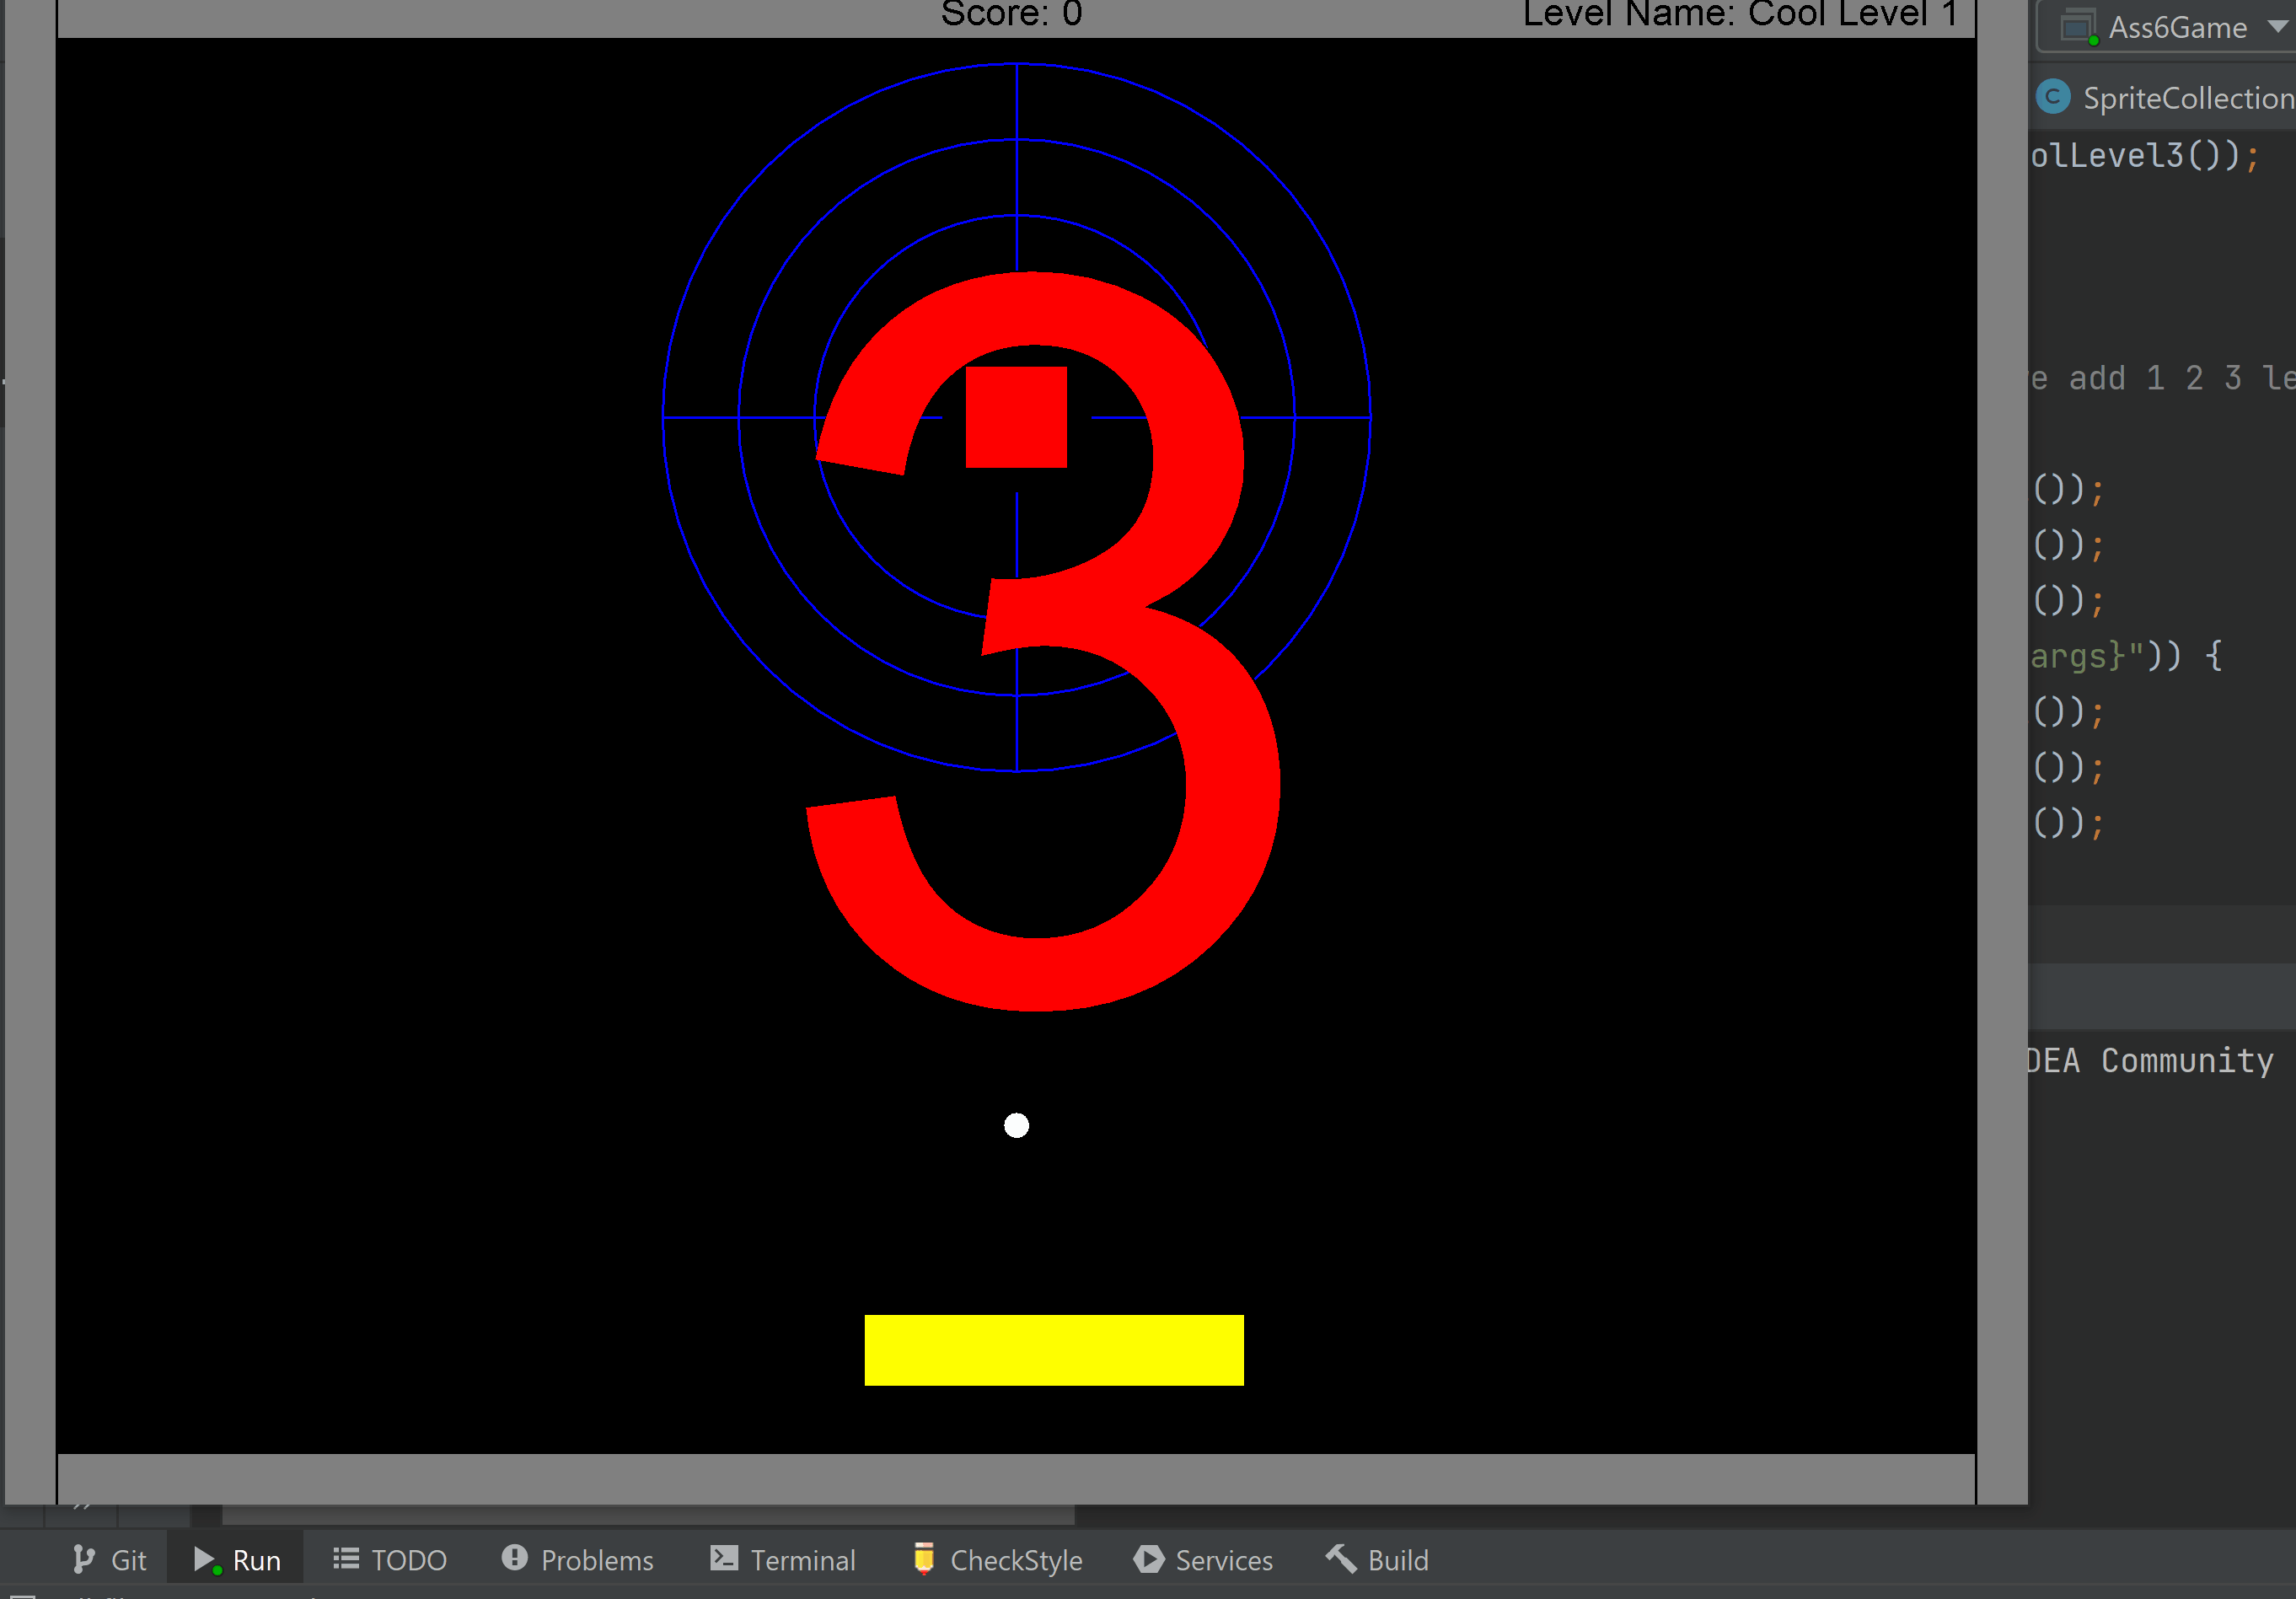 Score: 0
Level Name: Cool Level 1
Ass6Game
SpriteCollection
olLevel3());
3
e add 1 2 3 le
());
());
());
args}")) {
());
());
());
DEA Community
Git
Run
TODO
Problems
Terminal
CheckStyle
Services
Build